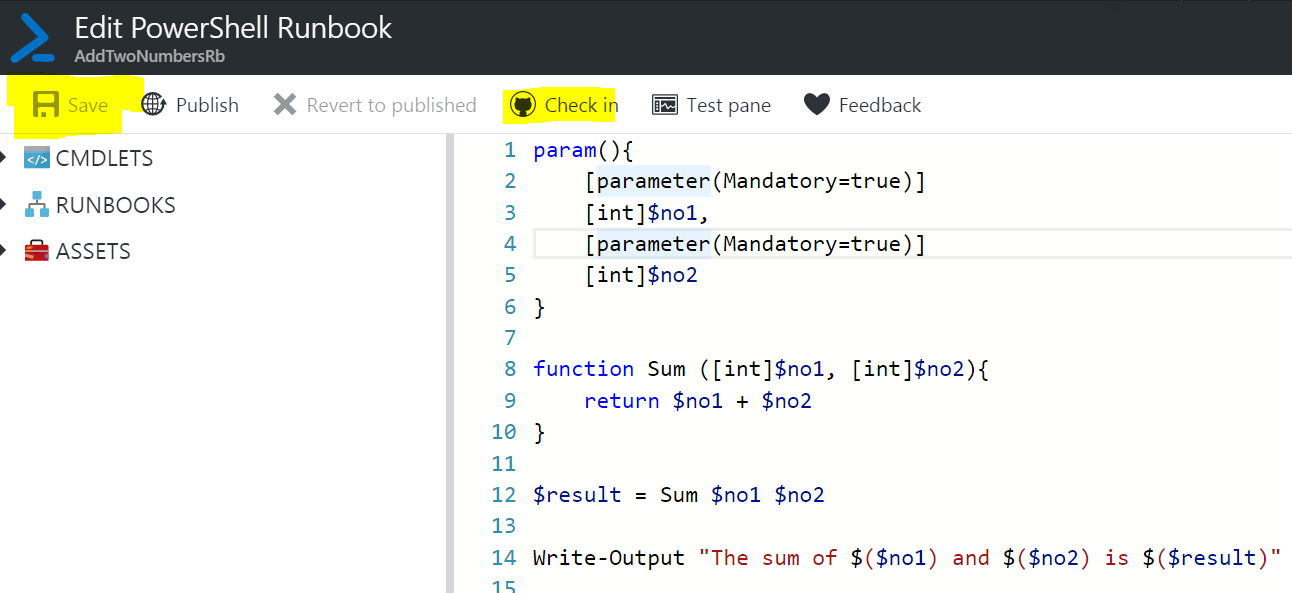 Edit PowerShell Runbook
AddTwoNumbersRb
Save Publish Revert to published Check in Test pane Feedback
CMDLETS
RUNBOOKS
ASSETS
1 param(){
2     [parameter(Mandatory=true)]
3     [int]$no1,
4     [parameter(Mandatory=true)]
5     [int]$no2
6 }
7
8 function Sum ([int]$no1, [int]$no2){
9     return $no1 + $no2
10 }
11
12 $result = Sum $no1 $no2
13
14 Write-Output "The sum of $($no1) and $($no2) is $($result)"
15